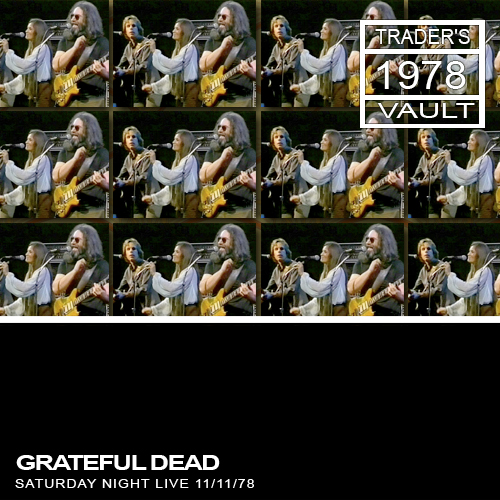 TRADER'S
1978
VAULT
GRATEFUL DEAD
SATURDAY NIGHT LIVE 11/11/78